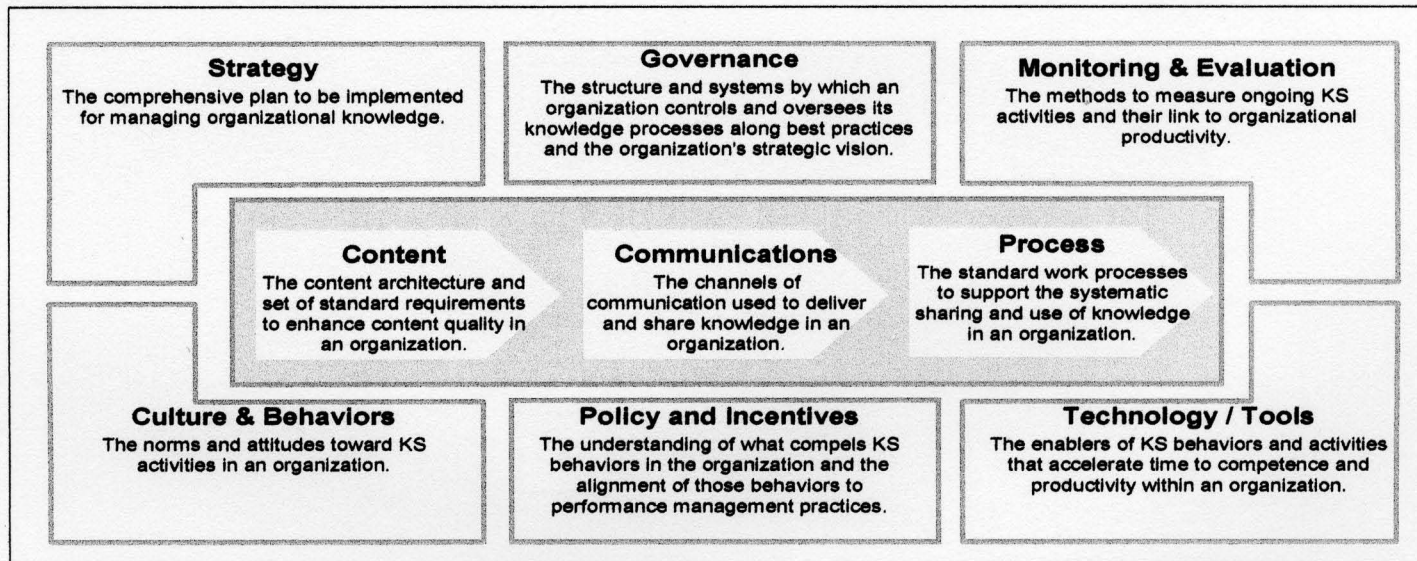 Strategy
The comprehensive plan to be implemented
for managing organizational knowledge.
Governance
The structure and systems by which an
organization controls and oversees its
knowledge processes along best practices
and the organization's strategic vision.
Monitoring & Evaluation
The methods to measure ongoing KS
activities and their link to organizational
productivity.
Content
The content architecture and
set of standard requirements
to enhance content quality in
an organization.
Communications
The channels of
communication used to deliver
and share knowledge in an
organization.
Process
The standard work processes
to support the systematic
sharing and use of knowledge
in an organization.
Culture & Behaviors
The norms and attitudes toward KS
activities in an organization.
Policy and Incentives
The understanding of what compels KS
behaviors in the organization and the
alignment of those behaviors to
performance management practices.
Technology / Tools
The enablers of KS behaviors and activities
that accelerate time to competence and
productivity within an organization.